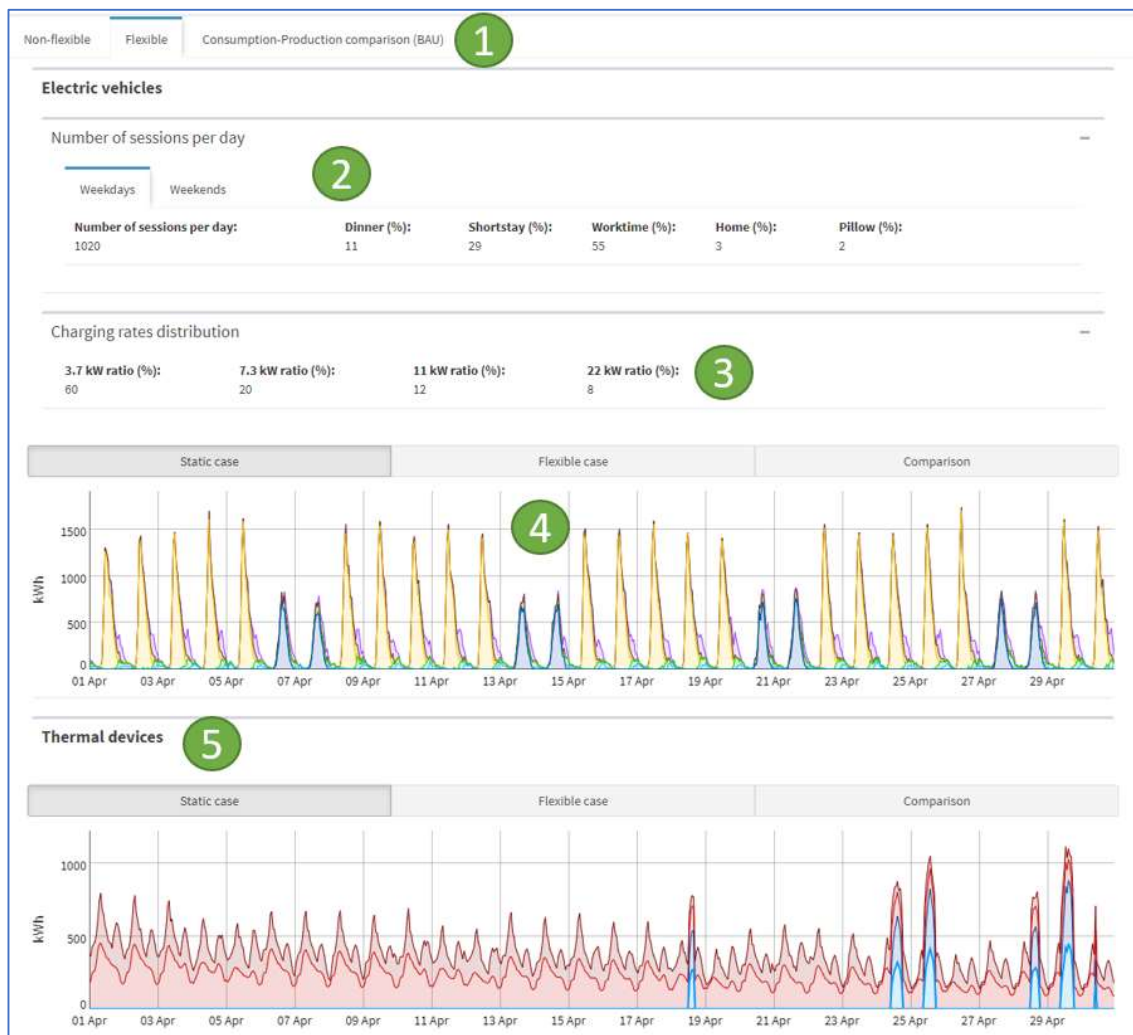 Non-flexible Flexible Consumption-Production comparison (BAU) 1
Electric vehicles
Number of sessions per day −
2
Weekdays Weekends
Number of sessions per day: Dinner (%): Shortstay (%): Worktime (%): Home (%): Pillow (%):
1020 11 29 55 3 2
Charging rates distribution −
3.7 kW ratio (%): 7.3 kW ratio (%): 11 kW ratio (%): 22 kW ratio (%): 3
60 20 12 8
Static case Flexible case Comparison
4
1500
1000
kWh
500
0
01 Apr 03 Apr 05 Apr 07 Apr 09 Apr 11 Apr 13 Apr 15 Apr 17 Apr 19 Apr 21 Apr 23 Apr 25 Apr 27 Apr 29 Apr
Thermal devices 5
Static case Flexible case Comparison
1000
kWh
500
0
01 Apr 03 Apr 05 Apr 07 Apr 09 Apr 11 Apr 13 Apr 15 Apr 17 Apr 19 Apr 21 Apr 23 Apr 25 Apr 27 Apr 29 Apr